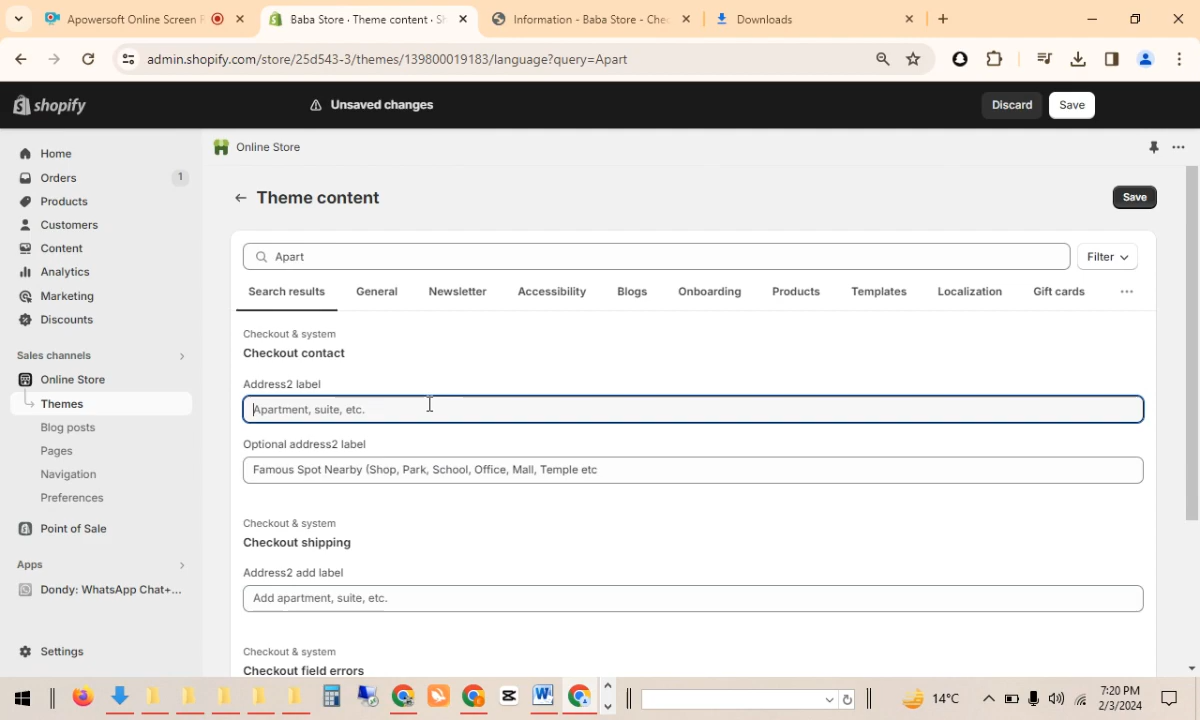 Apowersoft Online Screen R
Baba Store · Theme content · Sh
Information - Baba Store - Chec
Downloads
admin.shopify.com/store/25d543-3/themes/139800019183/language?query=Apart
shopify
Unsaved changes
Discard
Save
Home
Orders
1
Products
Customers
Content
Analytics
Marketing
Discounts
Sales channels
Online Store
Themes
Blog posts
Pages
Navigation
Preferences
Point of Sale
Apps
Dondy: WhatsApp Chat+...
Settings
Online Store
Theme content
Save
Apart
Filter
Search results
General
Newsletter
Accessibility
Blogs
Onboarding
Products
Templates
Localization
Gift cards
Checkout & system
Checkout contact
Address2 label
Apartment, suite, etc.
Optional address2 label
Famous Spot Nearby (Shop, Park, School, Office, Mall, Temple etc
Checkout & system
Checkout shipping
Address2 add label
Add apartment, suite, etc.
Checkout & system
Checkout field errors
14°C
7:20 PM
2/3/2024